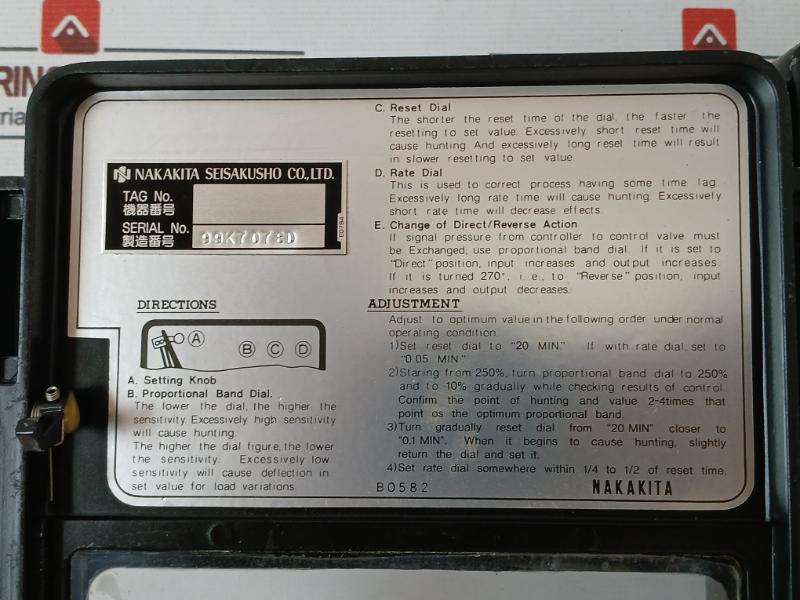 RIN
tria
NAKAKITA SEISAKUSHO CO.,LTD.
TAG No.
機器番号
SERIAL No.
製造番号
99K7078D
E0784
DIRECTIONS
A
B C D
A. Setting Knob
B. Proportional Band Dial.
The lower the dial, the higher the
sensitivity. Excessively high sensitivity
will cause hunting.
The higher the dial figure, the lower
the sensitivity. Excessively low
sensitivity will cause deflection in
set value for load variations.
C. Reset Dial
The shorter the reset time of the dial, the faster the
resetting to set value. Excessively short reset time will
cause hunting And excessively long reset time will result
in slower resetting to set value.
D. Rate Dial
This is used to correct process having some time lag.
Excessively long rate time will cause hunting. Excessively
short rate time will decrease effects.
E. Change of Direct/Reverse Action
If signal pressure from controller to control valve must
be Exchanged, use proportional band dial. If it is set to
"Direct" position, input increases and output increases.
If it is turned 270°, i.e., to "Reverse" position, input
increases and output decreases.
ADJUSTMENT
Adjust to optimum value in the following order under normal
operating condition.
1)Set reset dial to "20 MIN." If with rate dial, set to
"0.05 MIN."
2)Staring from 250%, turn proportional band dial to 250%
and to 10% gradually while checking results of control.
Confirm the point of hunting and value 2-4times that
point os the optimum proportional band.
3)Turn gradually reset dial from "20 MIN" closer to
"0.1 MIN". When it begins to cause hunting, slightly
return the dial and set it.
4)Set rate dial somewhere within 1/4 to 1/2 of reset time.
B0582
NAKAKITA